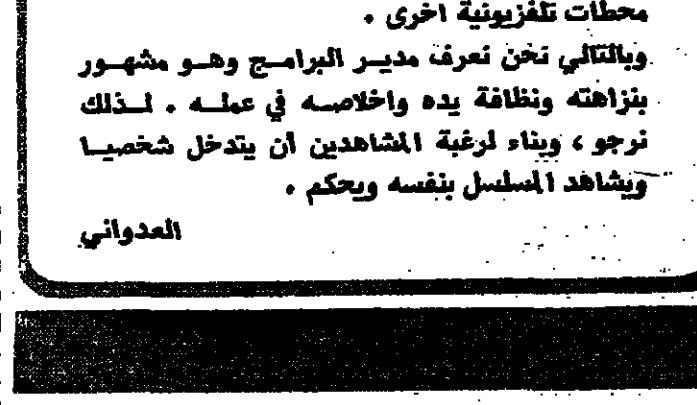 محطات تلفزيونية اخرى .
وبالتالي نحن نعرف مدير البرامج وهو مشهور
بنزاهته ونظافة يده واخلاصه في عمله . لذلك
نرجو ، وبناء لرغبة المشاهدين أن يتدخل شخصيا
ويشاهد المسلسل بنفسه ويحكم .
العدواني